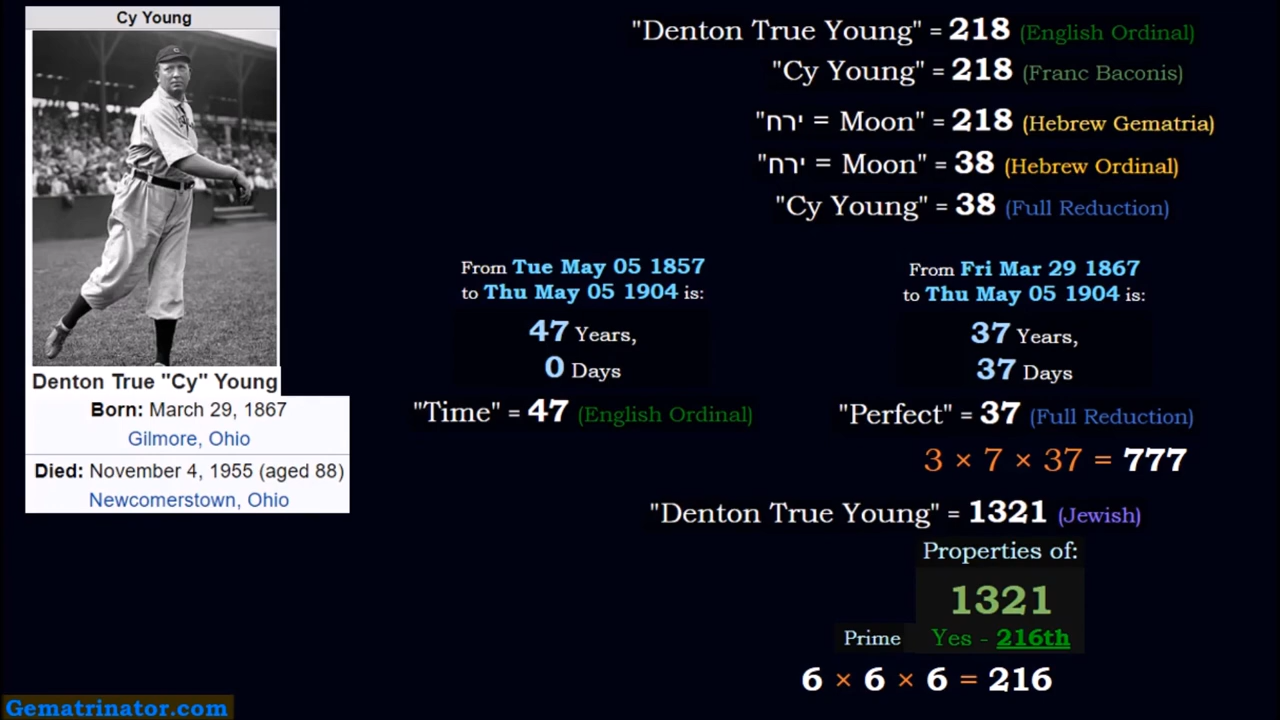 Cy Young
Denton True "Cy" Young
Born: March 29, 1867
Gilmore, Ohio
Died: November 4, 1955 (aged 88)
Newcomerstown, Ohio
"Denton True Young" = 218 (English Ordinal)
"Cy Young" = 218 (Franc Baconis)
"ירח = Moon" = 218 (Hebrew Gematria)
"ירח = Moon" = 38 (Hebrew Ordinal)
"Cy Young" = 38 (Full Reduction)
From Tue May 05 1857
to Thu May 05 1904 is:
47 Years,
0 Days
"Time" = 47 (English Ordinal)
From Fri Mar 29 1867
to Thu May 05 1904 is:
37 Years,
37 Days
"Perfect" = 37 (Full Reduction)
3 × 7 × 37 = 777
"Denton True Young" = 1321 (Jewish)
Properties of:
1321
Prime Yes - 216th
6 × 6 × 6 = 216
Gematrinator.com